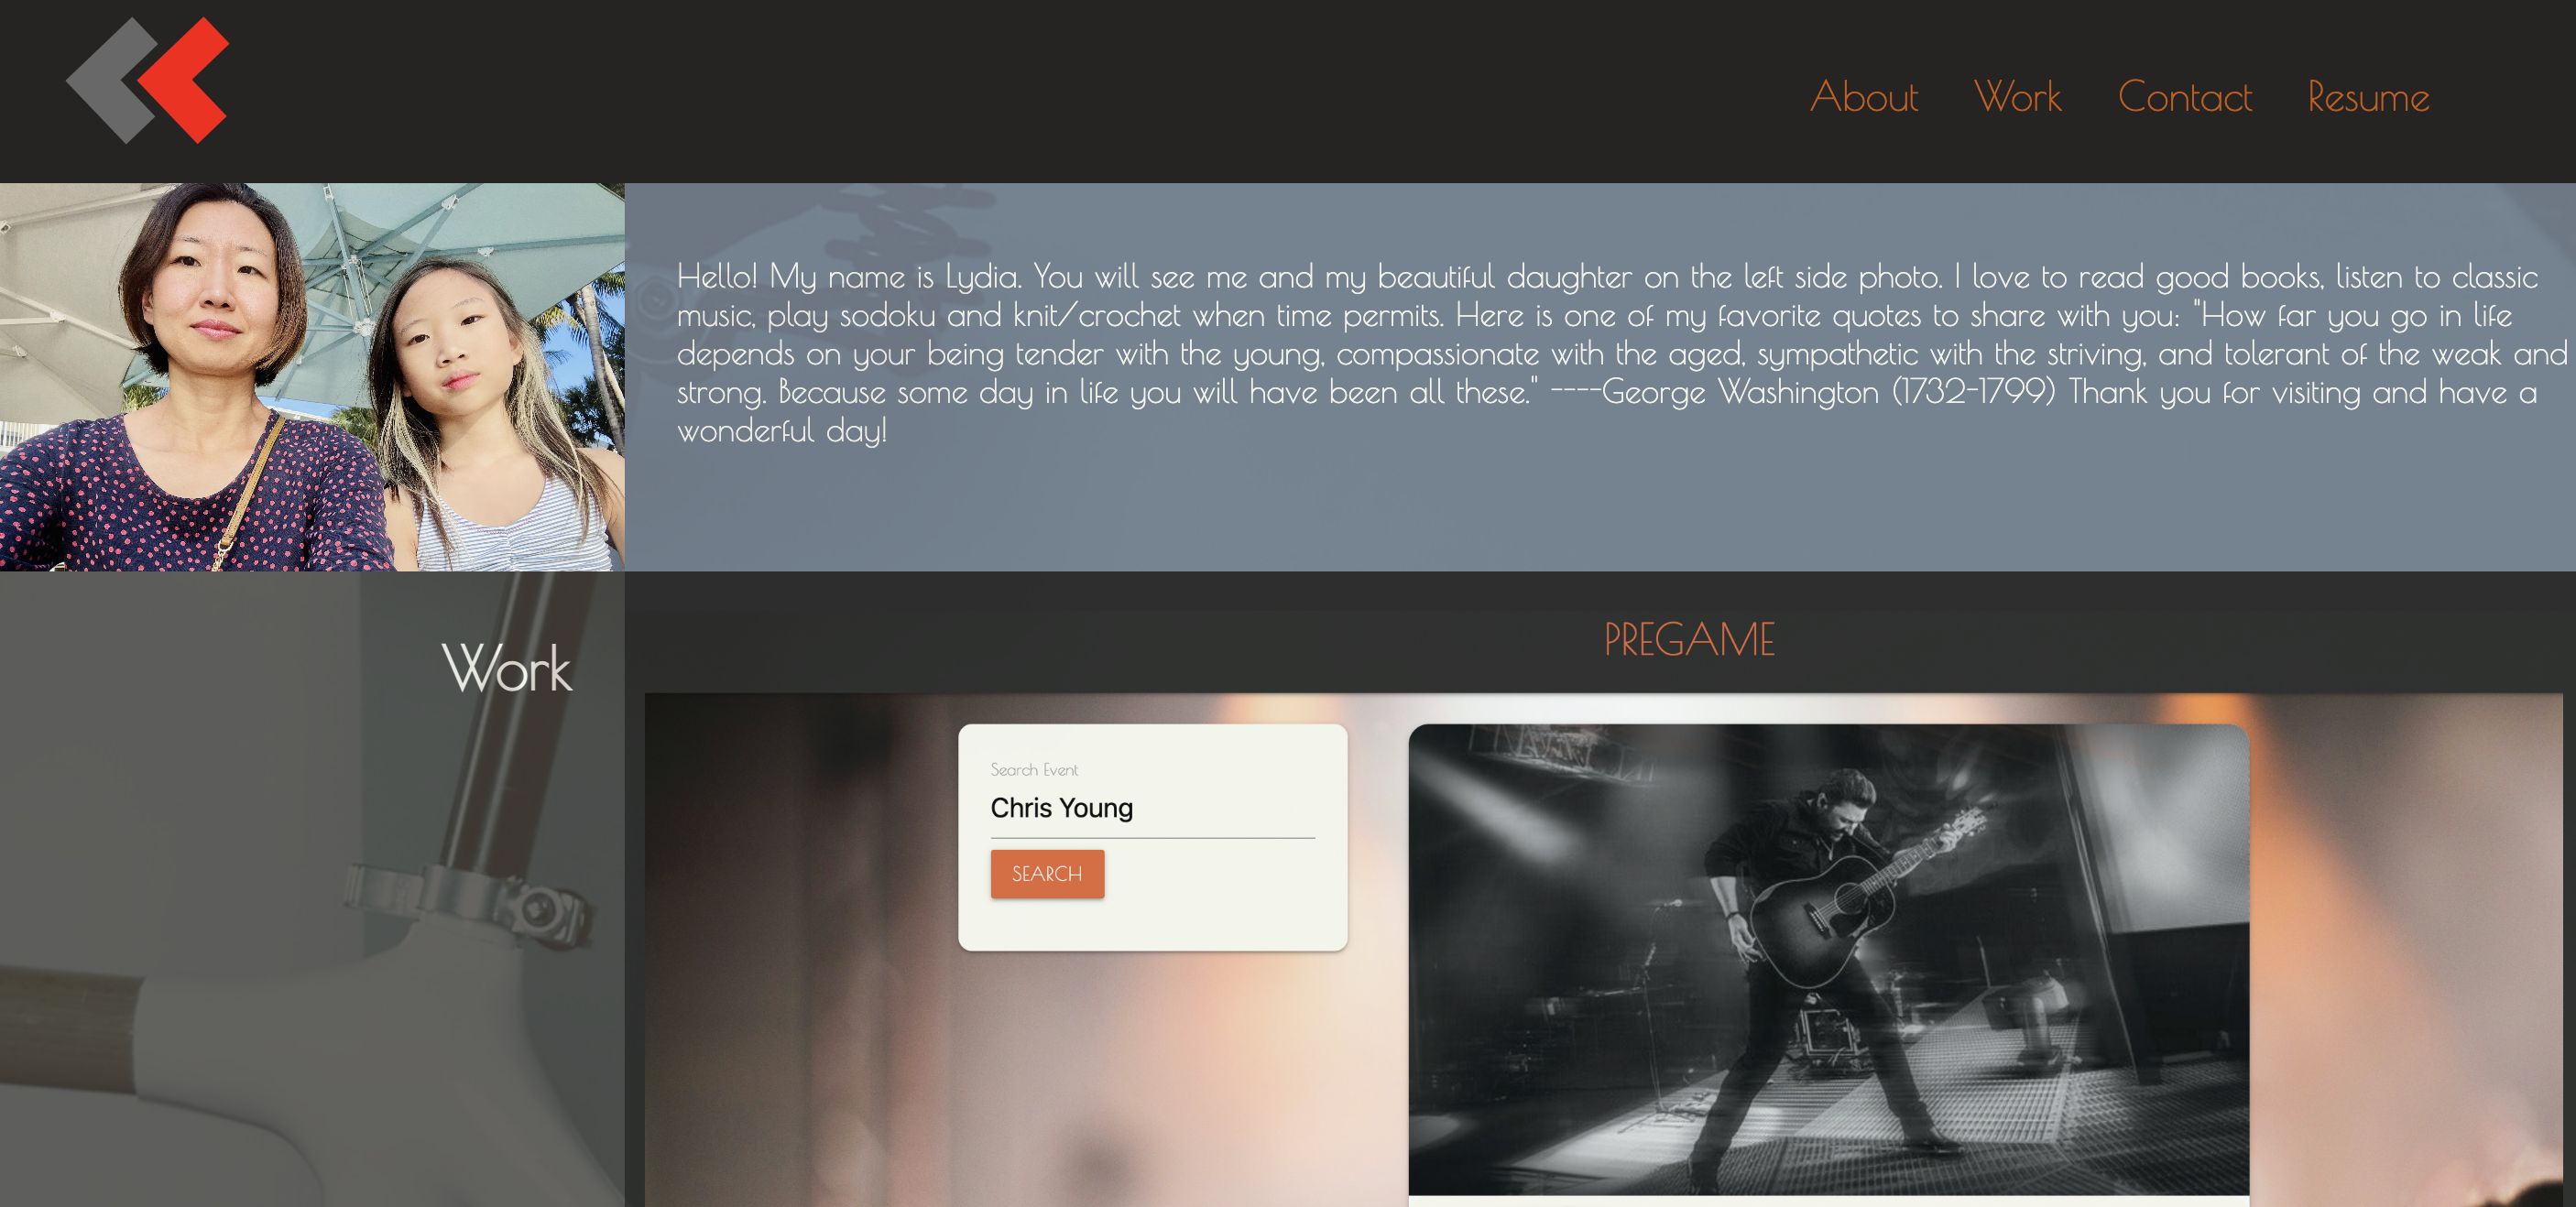 About Work Contact Resume
Hello! My name is Lydia. You will see me and my beautiful daughter on the left side photo. I love to read good books, listen to classic
music, play sodoku and knit/crochet when time permits. Here is one of my favorite quotes to share with you: "How far you go in life
depends on your being tender with the young, compassionate with the aged, sympathetic with the striving, and tolerant of the weak and
strong. Because some day in life you will have been all these." ----George Washington (1732-1799) Thank you for visiting and have a
wonderful day!
Work
PREGAME
Search Event
Chris Young
SEARCH